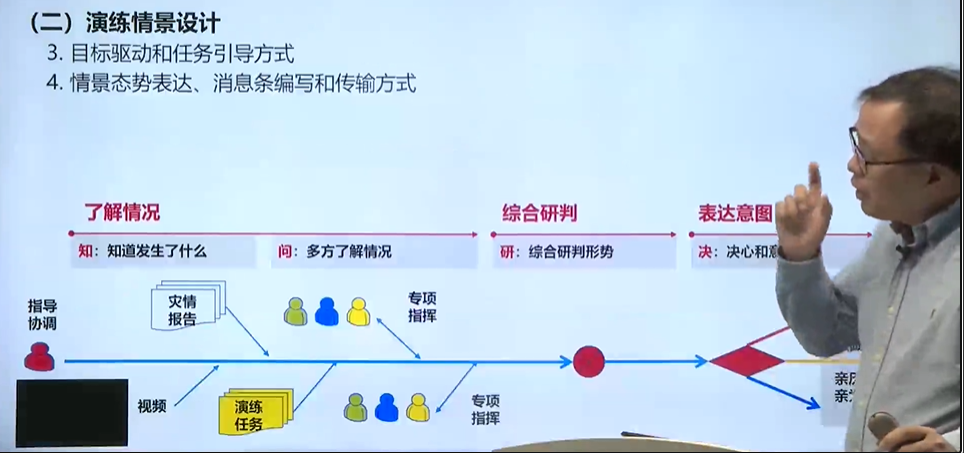 （二）演练情景设计
3. 目标驱动和任务引导方式
4. 情景态势表达、消息条编写和传输方式
了解情况
综合研判
表达意图
知：知道发生了什么
问：多方了解情况
研：综合研判形势
决：决心和意
指导
协调
灾情
报告
专项
指挥
视频
演练
任务
专项
指挥
亲历
亲为